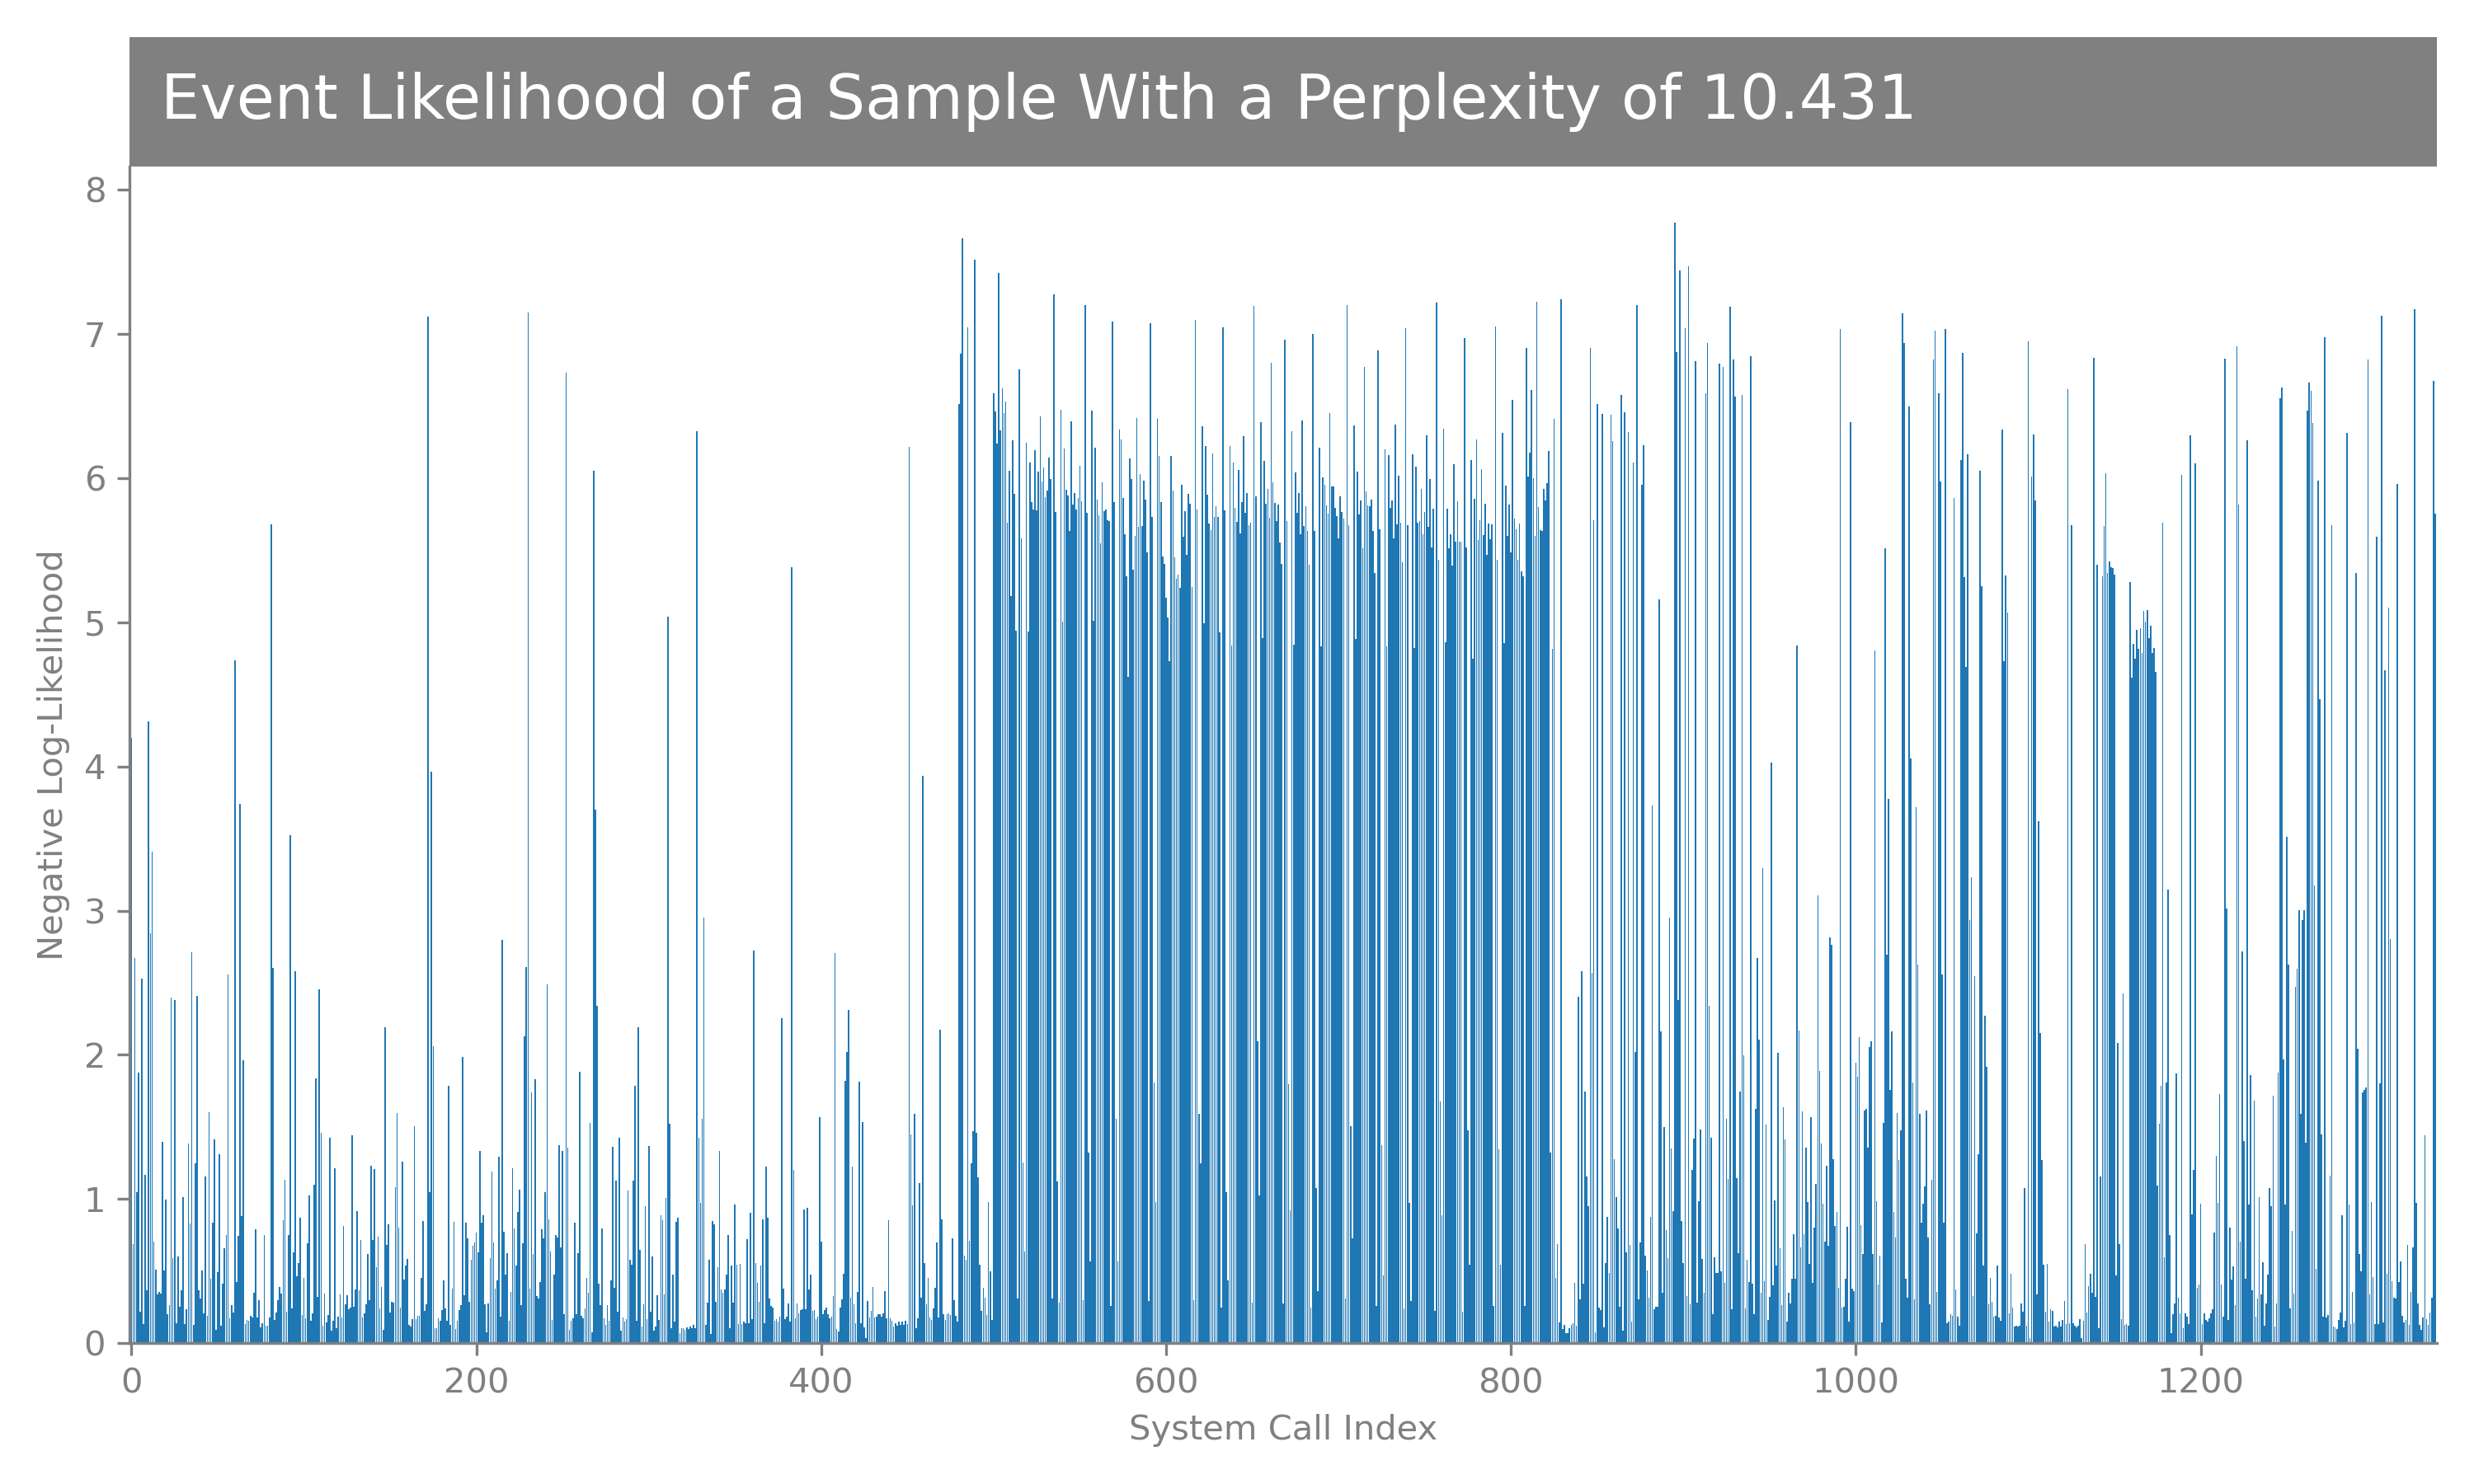 Event Likelihood of a Sample With a Perplexity of 10.431
8
7
6
5
4
3
2
1
0
Negative Log-Likelihood
0 200 400 600 800 1000 1200
System Call Index